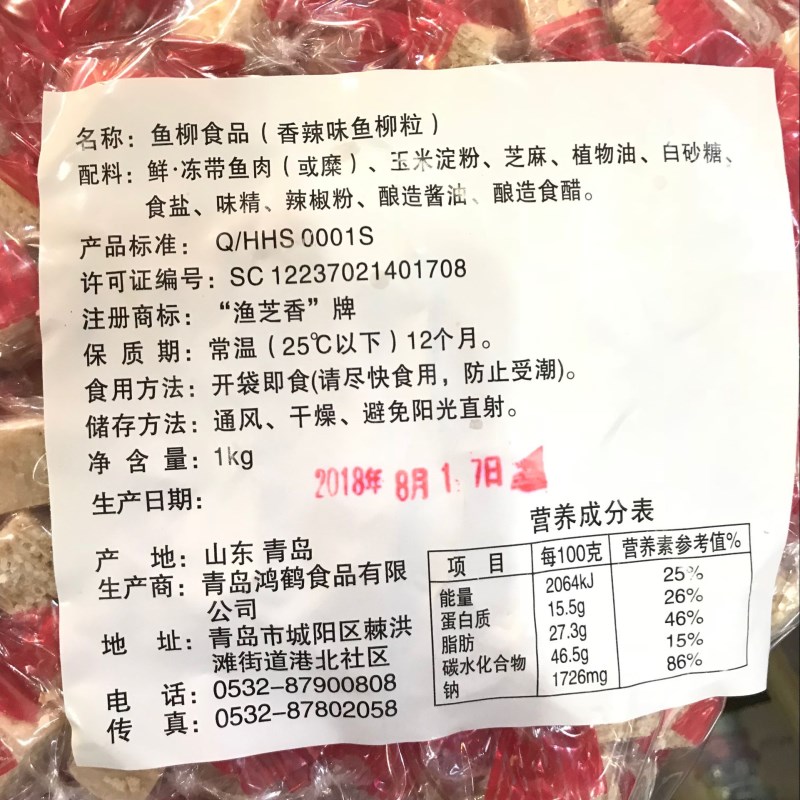 名称：鱼柳食品（香辣味鱼柳粒）
配料：鲜·冻带鱼肉（或糜）、玉米淀粉、芝麻、植物油、白砂糖、
食盐、味精、辣椒粉、酿造酱油、酿造食醋。
产品标准： Q/HHS 0001S
许可证编号：SC 12237021401708
注册商标： “渔芝香”牌
保 质 期：常温（25℃以下）12个月。
食用方法：开袋即食(请尽快食用，防止受潮)。
储存方法：通风、干燥、避免阳光直射。
净 含 量：1kg
生产日期： 2018年 8月 1 7日
产 地：山东 青岛
生产商：青岛鸿鹤食品有限
公司
地 址：青岛市城阳区棘洪
滩街道港北社区
电 话：0532-87900808
传 真：0532-87802058
营养成分表
项 目 每100克 营养素参考值%
能量 2064kJ 25%
蛋白质 15.5g 26%
脂肪 27.3g 46%
碳水化合物 46.5g 15%
钠 1726mg 86%